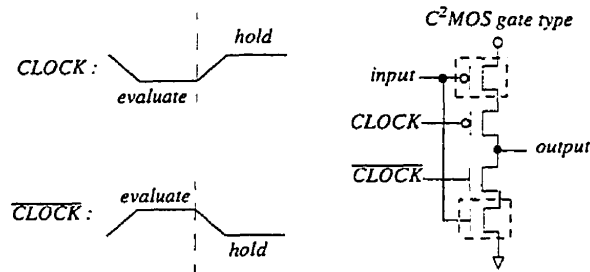 C²MOS gate type
hold
CLOCK :
evaluate
input
CLOCK
output
CLOCK
evaluate
CLOCK :
hold